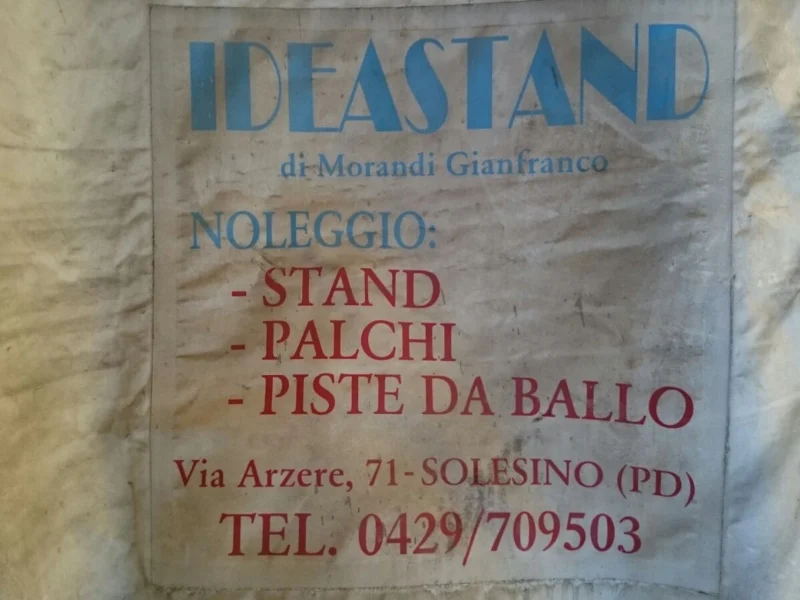 IDEASTAND
di Morandi Gianfranco
NOLEGGIO:
- STAND
- PALCHI
- PISTE DA BALLO
Via Arzere, 71-SOLESINO (PD)
TEL. 0429/709503